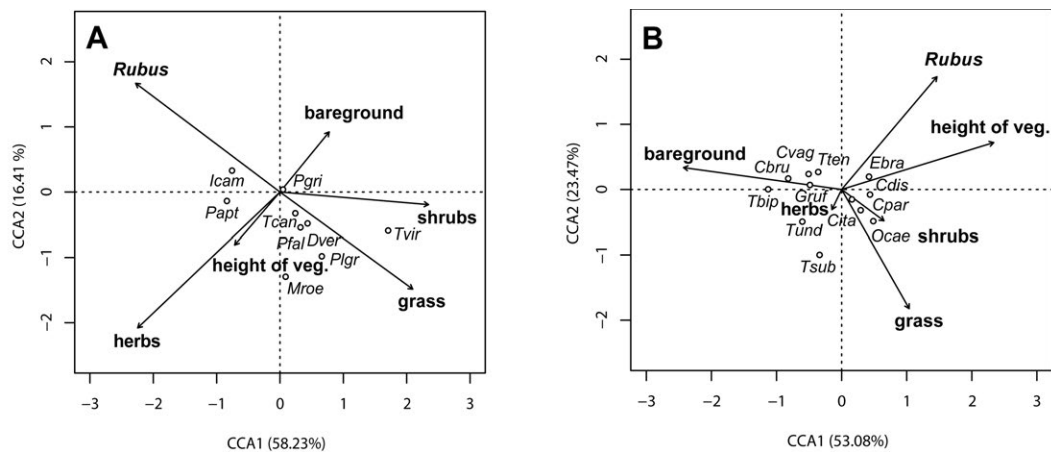 A
Rubus
bareground
Icam
Pgri
Papt
shrubs
Tcan
Tvir
Pfal Dver
height of veg. Plgr
Mroe
grass
herbs
2
1
0
−1
−2
CCA2 (16.41 %)
−3 −2 −1 0 1 2 3
CCA1 (58.23%)
B
Rubus
height of veg.
bareground
Cvag Tten
Cbru
Ebra
Cdis
Tbip
Gruf
Cpar
herbs
Cita
Tund
shrubs
Ocae
Tsub
grass
2
1
0
−1
−2
CCA2 (23.47%)
−3 −2 −1 0 1 2 3
CCA1 (53.08%)